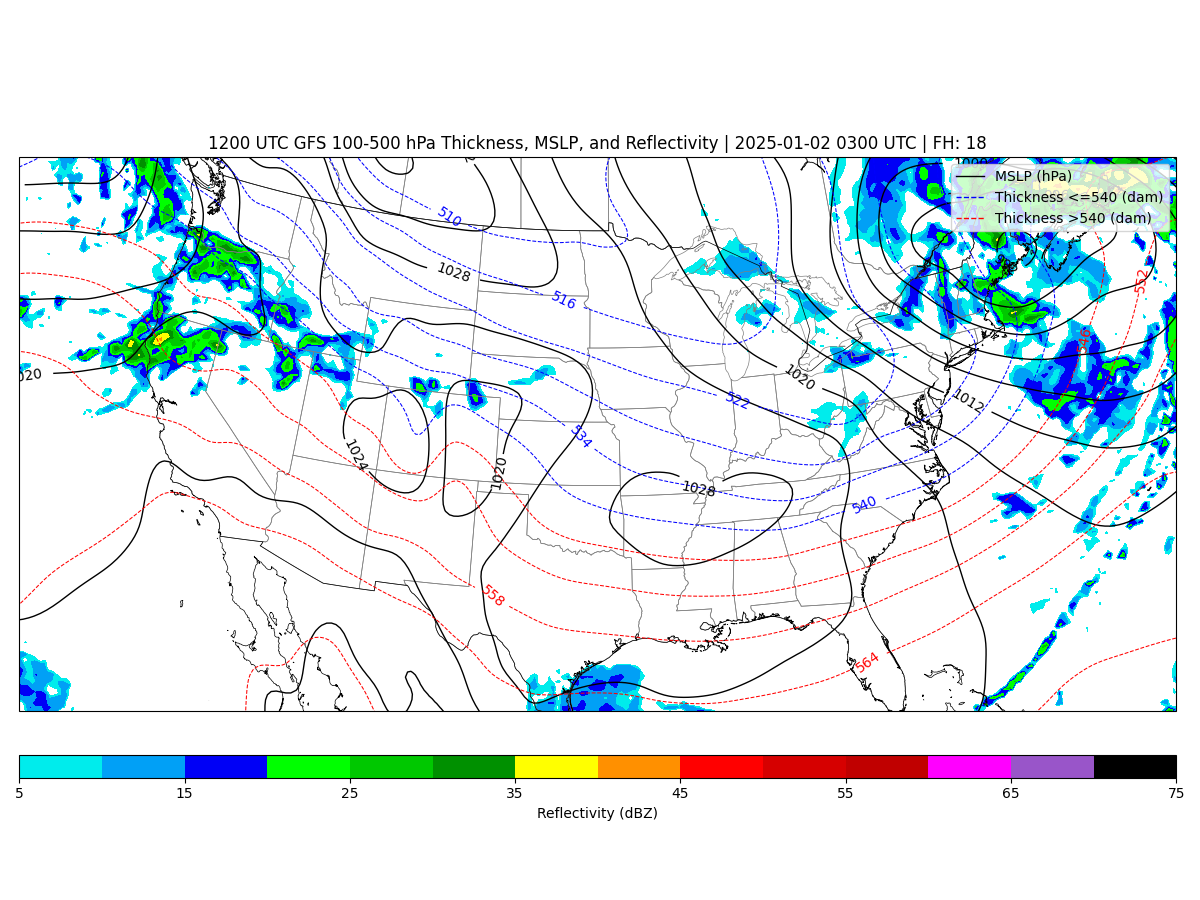 1200 UTC GFS 100-500 hPa Thickness, MSLP, and Reflectivity | 2025-01-02 0300 UTC | FH: 18
MSLP (hPa)
Thickness <=540 (dam)
Thickness >540 (dam)
510
1028
516
552
546
1020
1020
522
1012
534
1024
1020
1028
540
558
564
5 15 25 35 45 55 65 75
Reflectivity (dBZ)